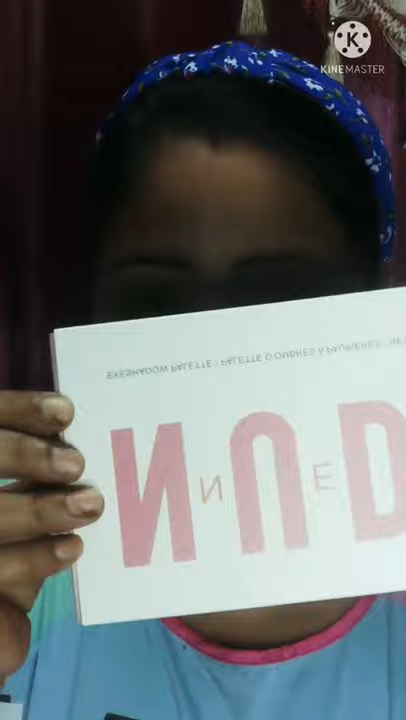 KINEMASTER
EYESHADOW PALETTE · PALETTE D'OMBRES À PAUPIÈRES ·
N N U E D